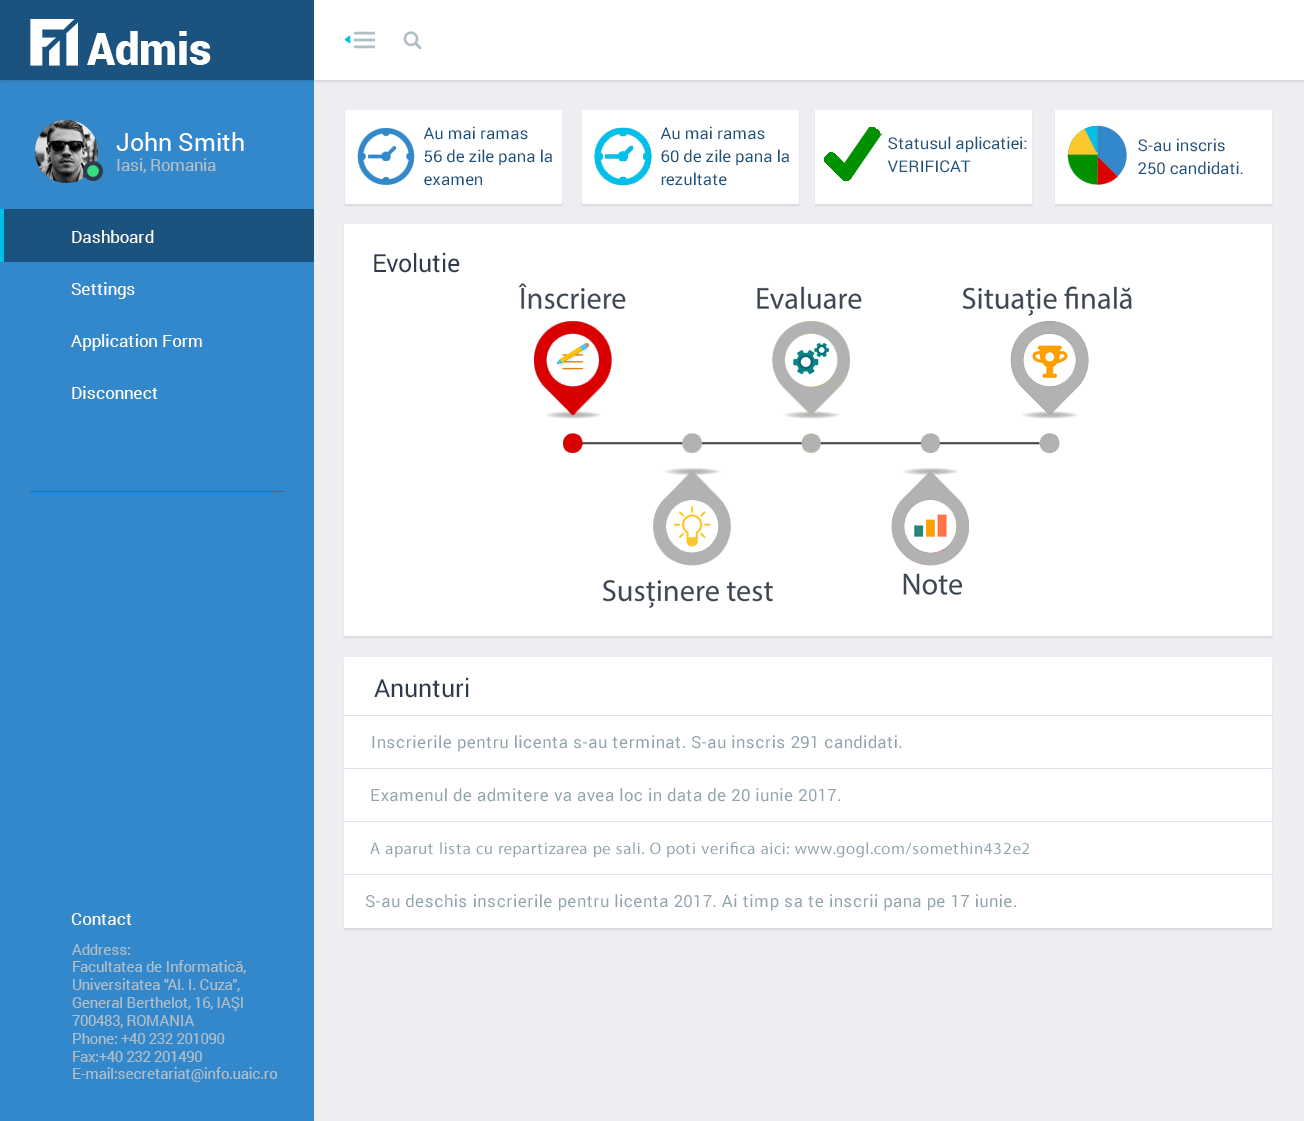 FII Admis
John Smith
Iasi, Romania
Dashboard
Settings
Application Form
Disconnect
Contact
Address:
Facultatea de Informatică,
Universitatea "Al. I. Cuza",
General Berthelot, 16, IAŞI
700483, ROMANIA
Phone: +40 232 201090
Fax:+40 232 201490
E-mail:secretariat@info.uaic.ro
Au mai ramas
56 de zile pana la
examen
Au mai ramas
60 de zile pana la
rezultate
Statusul aplicatiei:
VERIFICAT
S-au inscris
250 candidati.
Evolutie
Înscriere
Evaluare
Situație finală
Susținere test
Note
Anunturi
Inscrierile pentru licenta s-au terminat. S-au inscris 291 candidati.
Examenul de admitere va avea loc in data de 20 iunie 2017.
A aparut lista cu repartizarea pe sali. O poti verifica aici: www.gogl.com/somethin432e2
S-au deschis inscrierile pentru licenta 2017. Ai timp sa te inscrii pana pe 17 iunie.